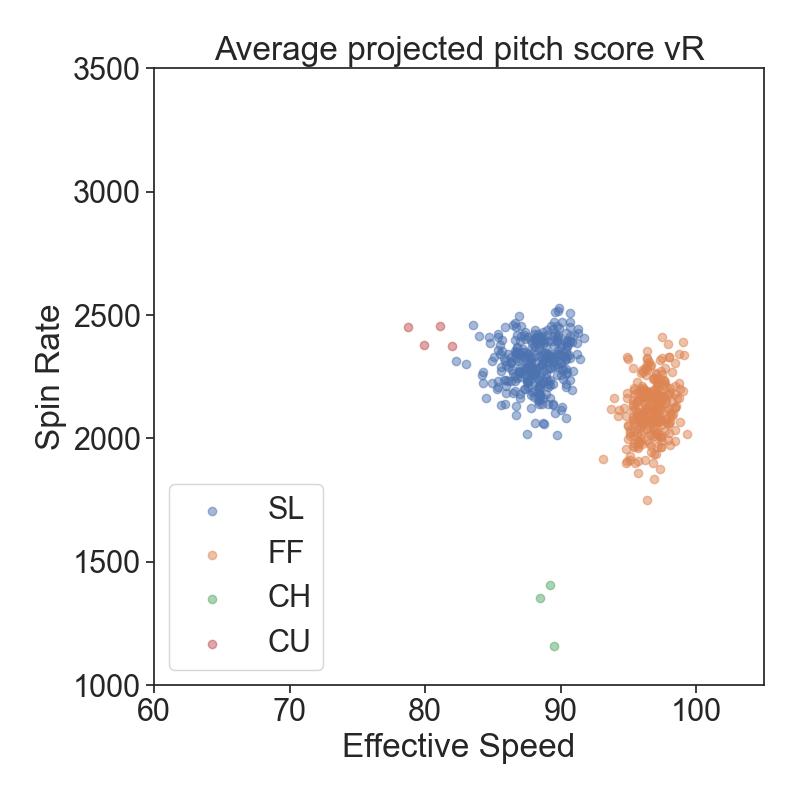 Average projected pitch score vR
3500
3000
2500
2000
1500
1000
Spin Rate
SL
FF
CH
CU
60 70 80 90 100
Effective Speed